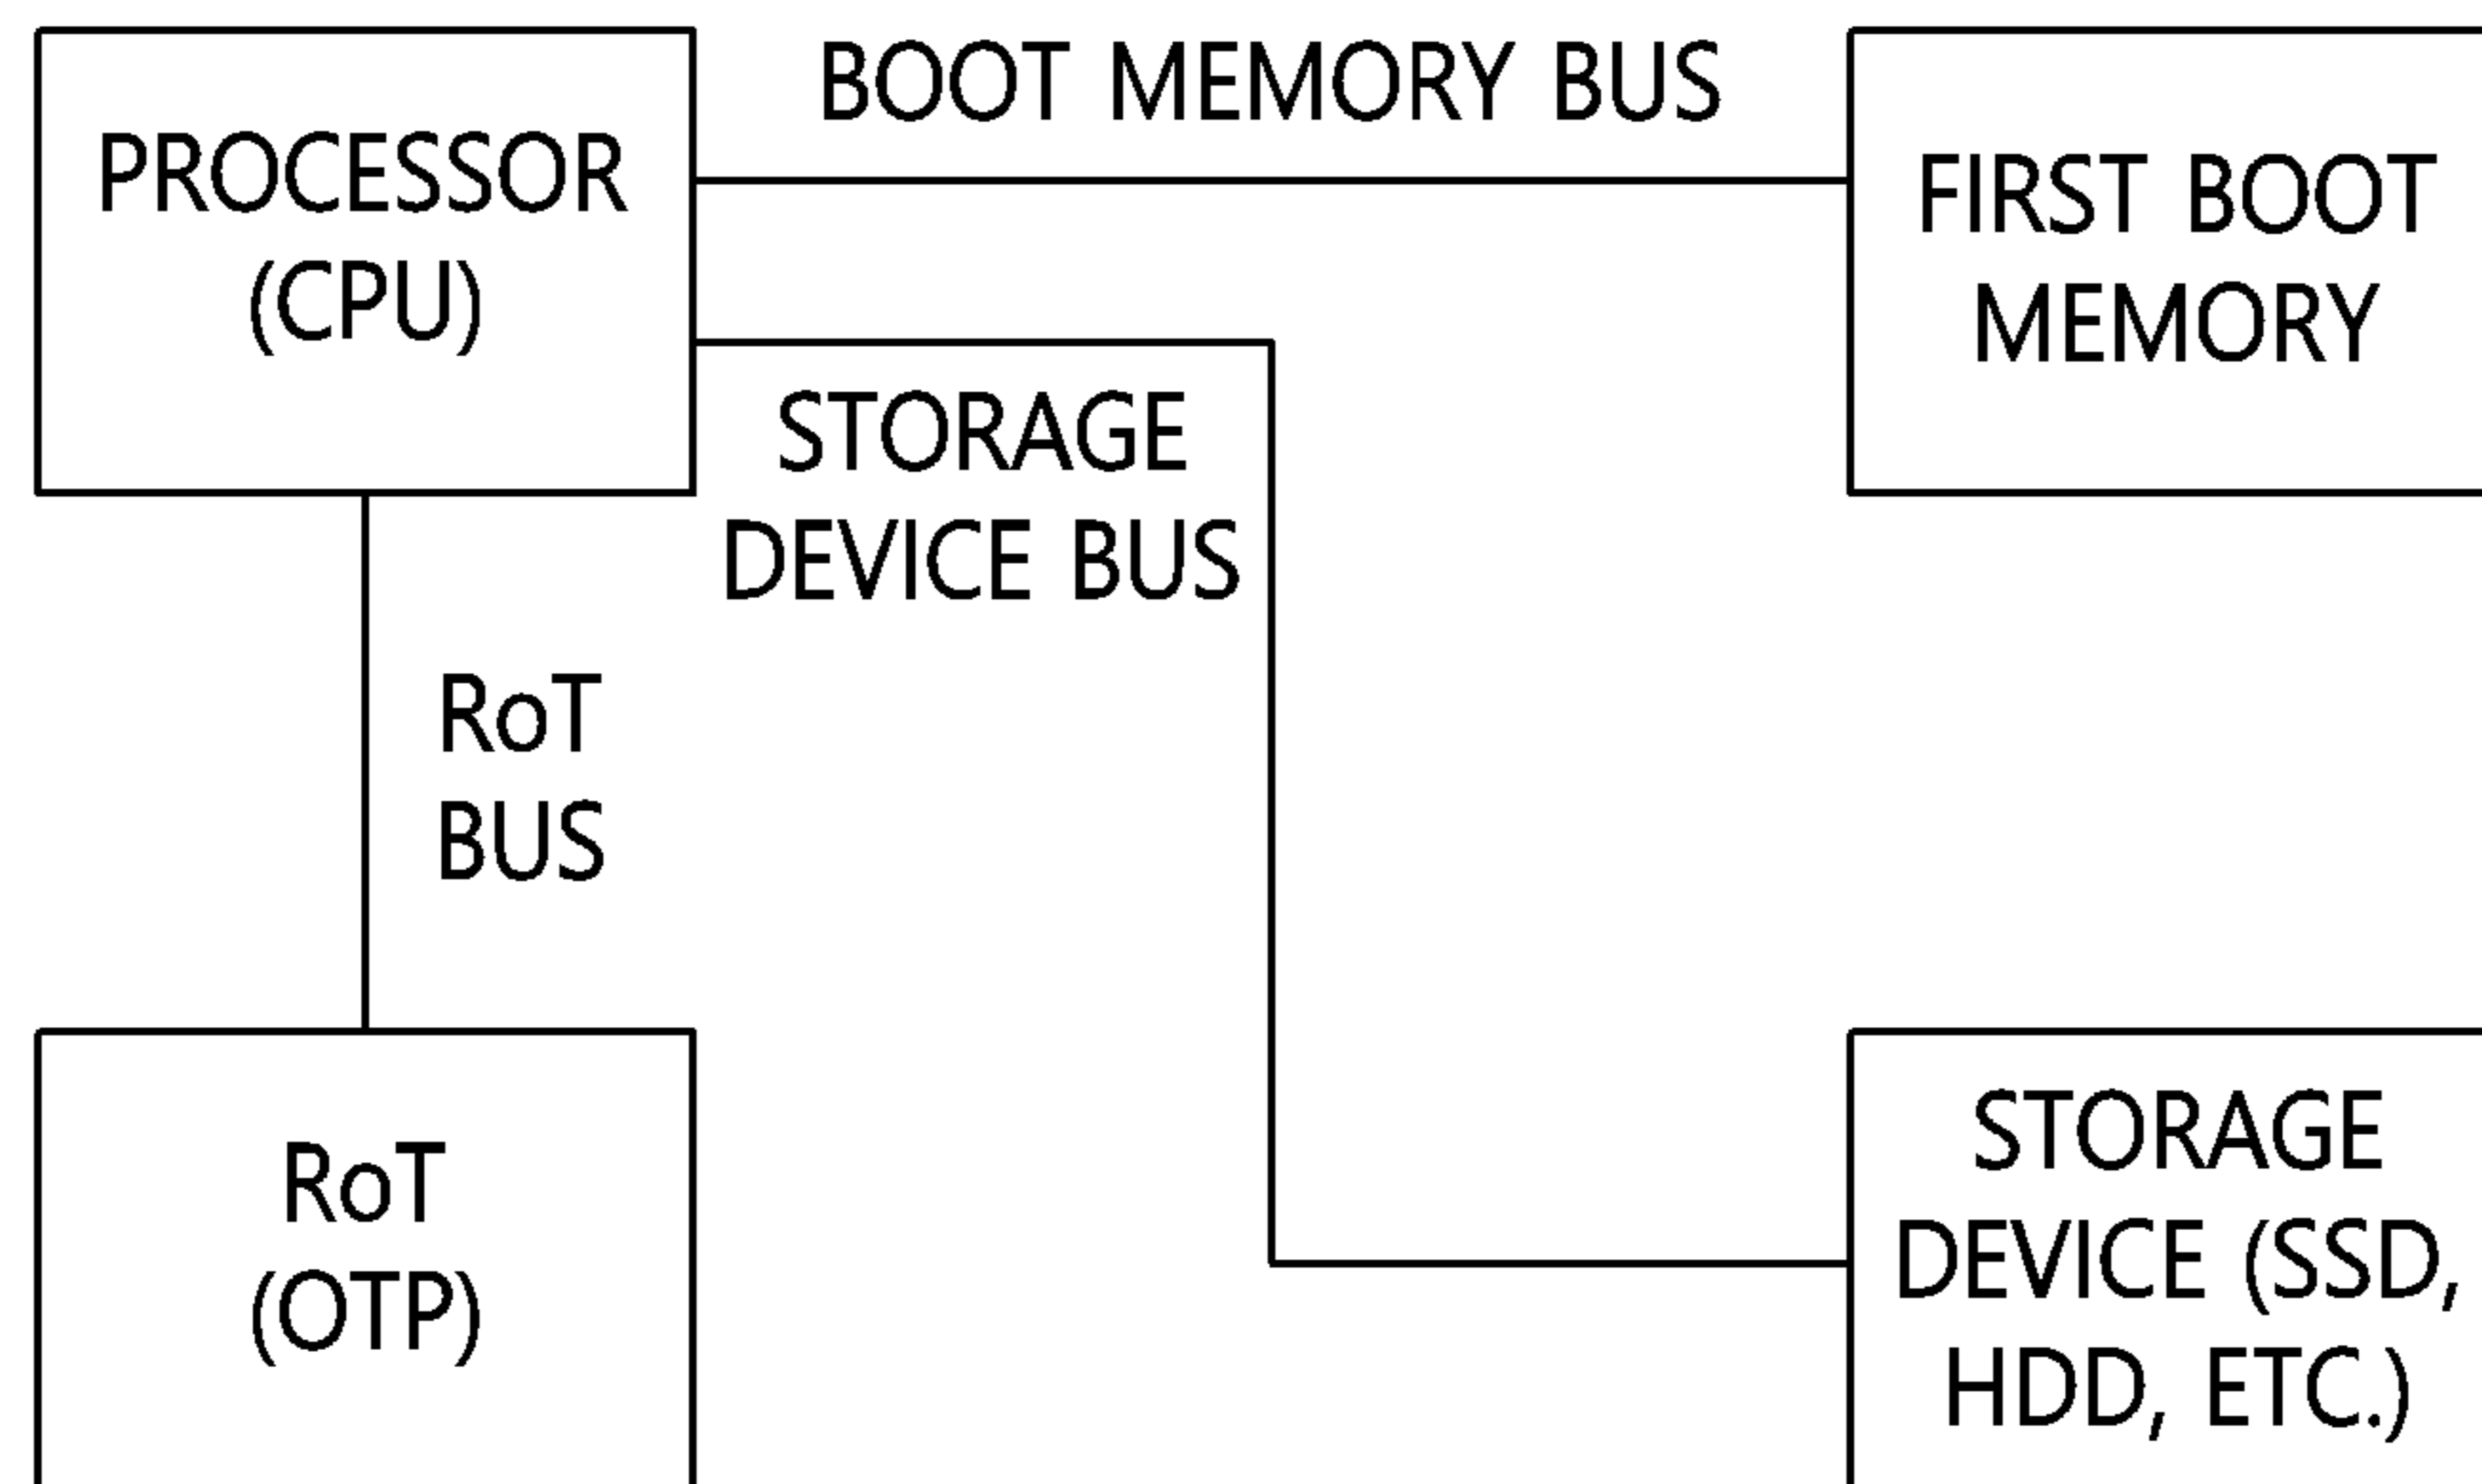 PROCESSOR
(CPU)
BOOT MEMORY BUS
FIRST BOOT
MEMORY
STORAGE
DEVICE BUS
RoT
BUS
RoT
(OTP)
STORAGE
DEVICE (SSD,
HDD, ETC.)